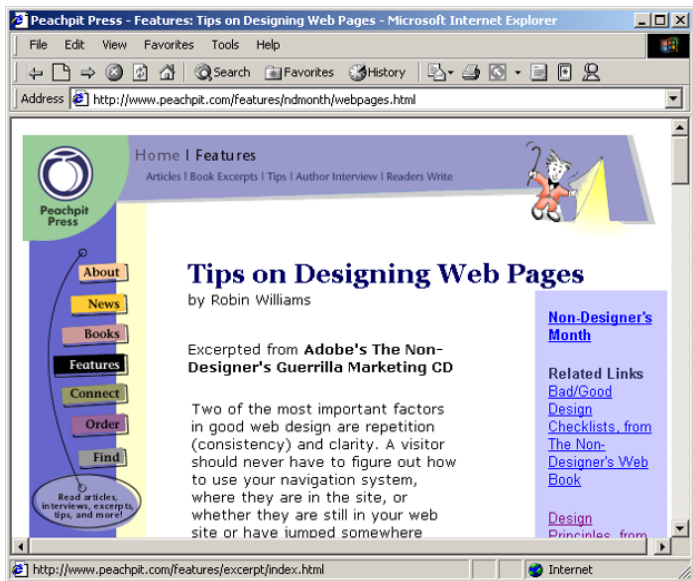 Peachpit Press - Features: Tips on Designing Web Pages - Microsoft Internet Explorer
File Edit View Favorites Tools Help
Search Favorites History
Address http://www.peachpit.com/features/ndmonth/webpages.html
Home | Features
Articles | Book Excerpts | Tips | Author Interview | Readers Write
Peachpit
Press
About
News
Books
Features
Connect
Order
Find
Read articles,
interviews, excerpts,
tips, and more!
Tips on Designing Web Pages
by Robin Williams
Excerpted from Adobe's The Non-
Designer's Guerrilla Marketing CD
Two of the most important factors
in good web design are repetition
(consistency) and clarity. A visitor
should never have to figure out how
to use your navigation system,
where they are in the site, or
whether they are still in your web
site or have jumped somewhere
Non-Designer's
Month
Related Links
Bad/Good
Design
Checklists, from
The Non-
Designer's Web
Book
Design
Principles, from
http://www.peachpit.com/features/excerpt/index.html
Internet